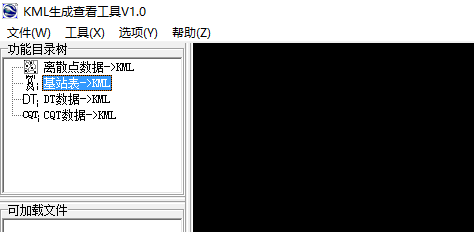 KML生成查看工具V1.0
文件(W) 工具(X) 选项(Y) 帮助(Z)
功能目录树
离散点数据->KML
基站表->KML
DT DT数据->KML
CQT CQT数据->KML
可加载文件